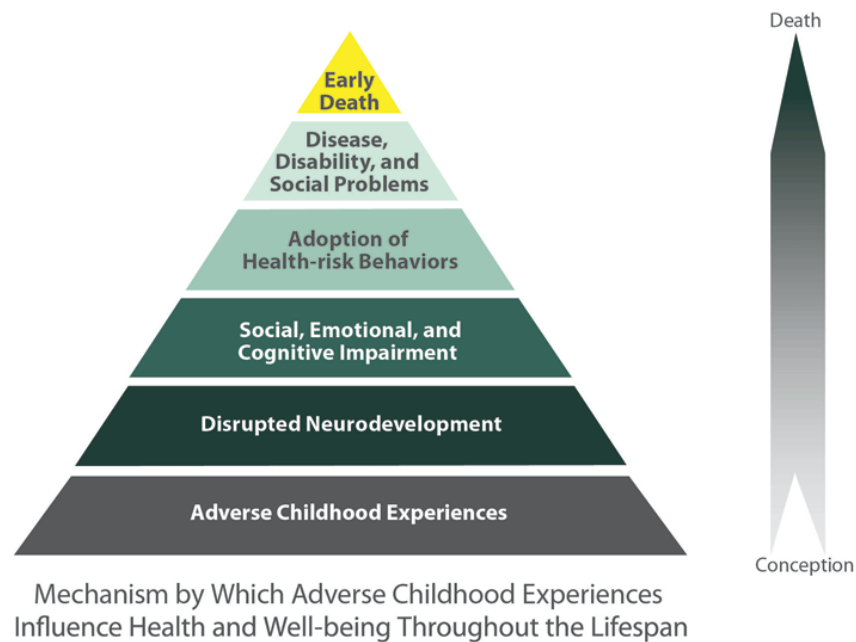 Death
Early
Death
Disease,
Disability, and
Social Problems
Adoption of
Health-risk Behaviors
Social, Emotional, and
Cognitive Impairment
Disrupted Neurodevelopment
Adverse Childhood Experiences
Conception
Mechanism by Which Adverse Childhood Experiences
Influence Health and Well-being Throughout the Lifespan